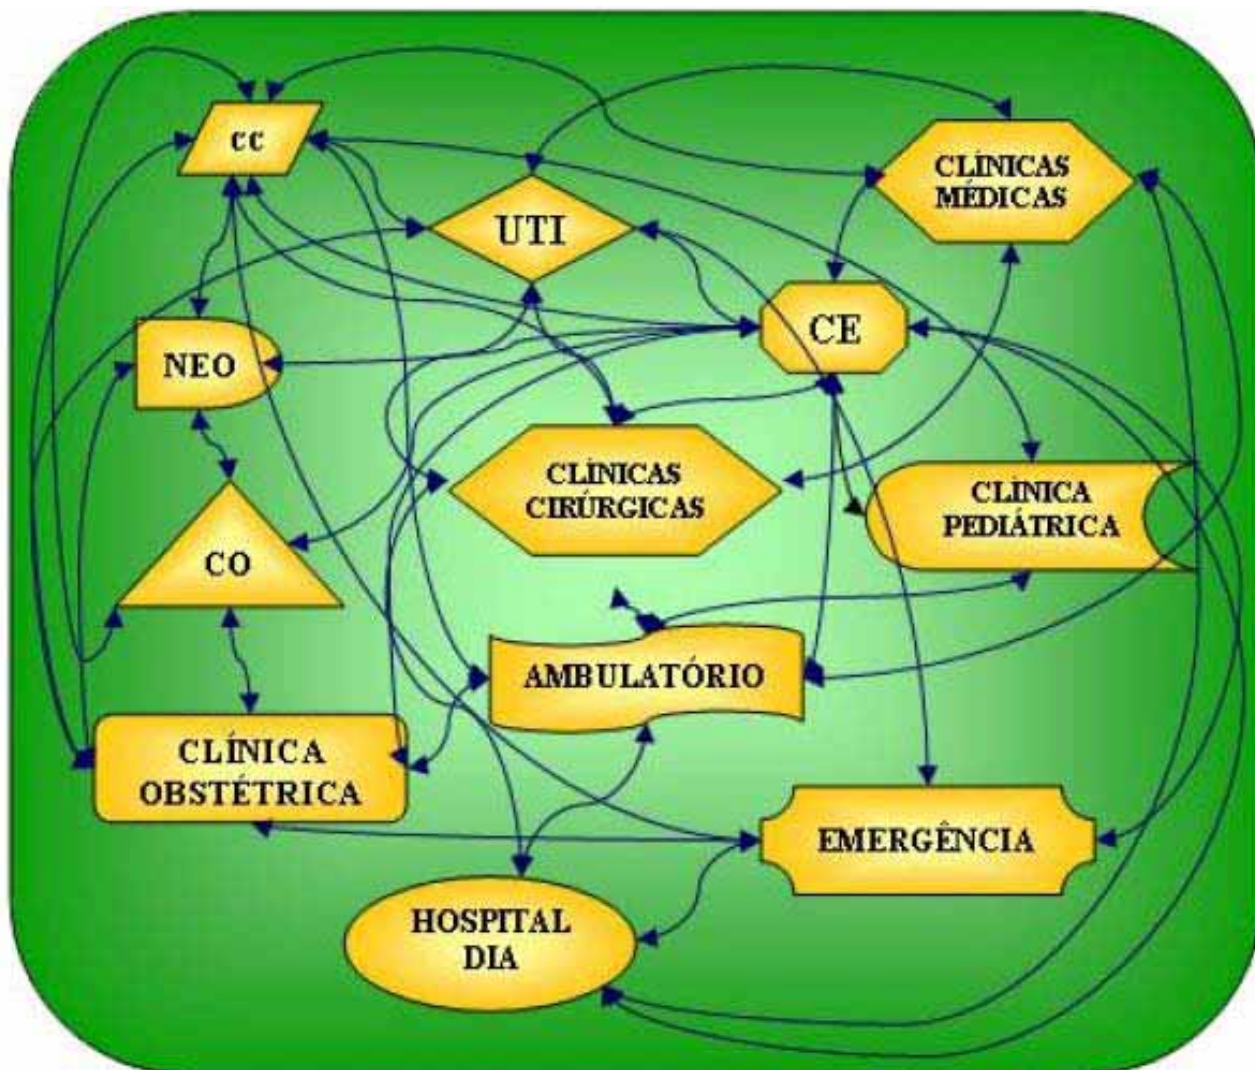 cc
CLÍNICAS
MÉDICAS
UTI
CE
NEO
CLÍNICAS
CIRÚRGICAS
CLÍNICA
PEDIÁTRICA
CO
AMBULATÓRIO
CLÍNICA
OBSTÉTRICA
EMERGÊNCIA
HOSPITAL
DIA